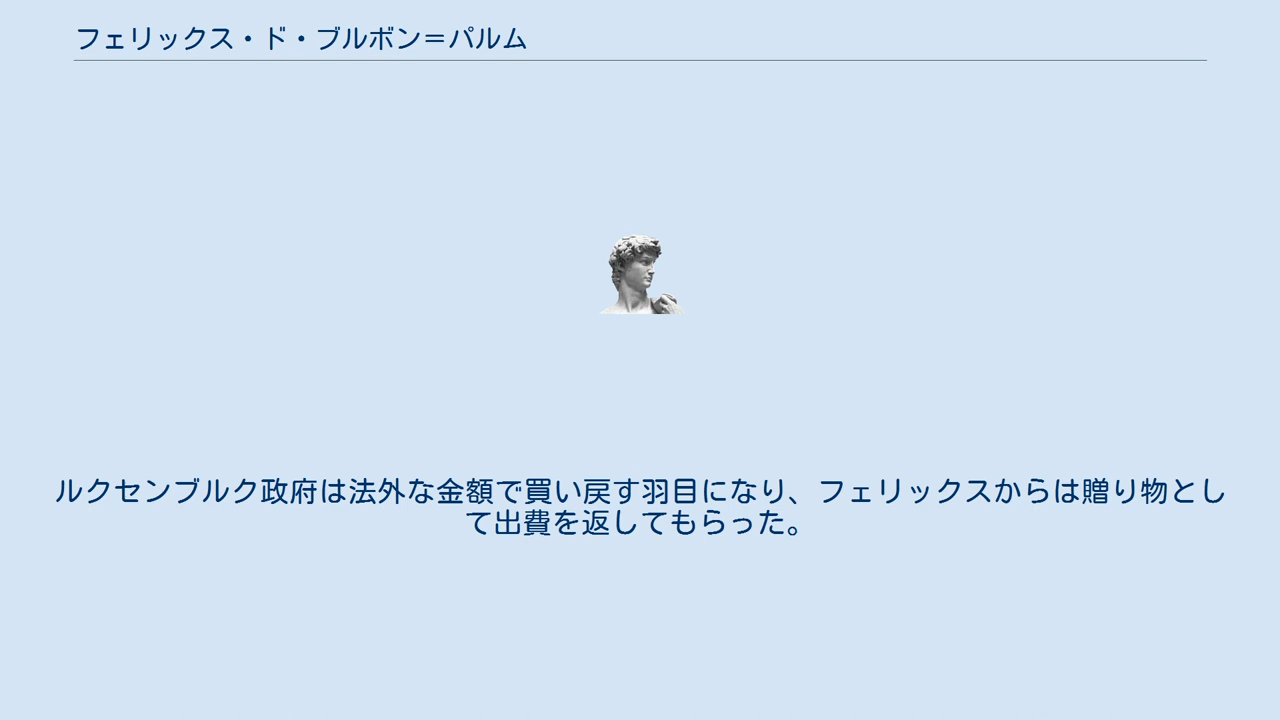 フェリックス・ド・ブルボン＝パルム
ルクセンブルク政府は法外な金額で買い戻す羽目になり、フェリックスからは贈り物とし
て出費を返してもらった。